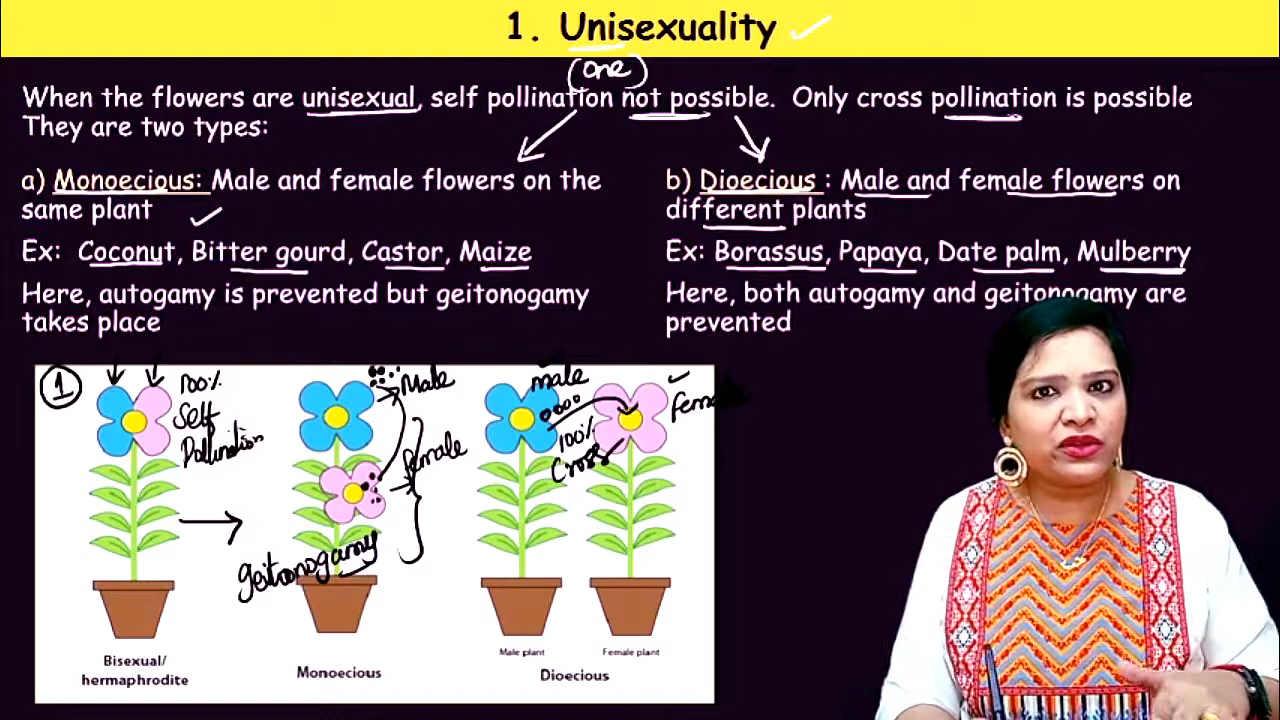 1. Unisexuality
(one)
When the flowers are unisexual, self pollination not possible. Only cross pollination is possible
They are two types:
a) Monoecious: Male and female flowers on the
same plant
Ex: Coconut, Bitter gourd, Castor, Maize
Here, autogamy is prevented but geitonogamy
takes place
b) Dioecious : Male and female flowers on
different plants
Ex: Borassus, Papaya, Date palm, Mulberry
Here, both autogamy and geitonogamy are
prevented
1
100%
Self
Pollination
Bisexual/
hermaphrodite
Male
female
geitonogamy
Monoecious
male
100%
Cross
Male plant
Female plant
Dioecious